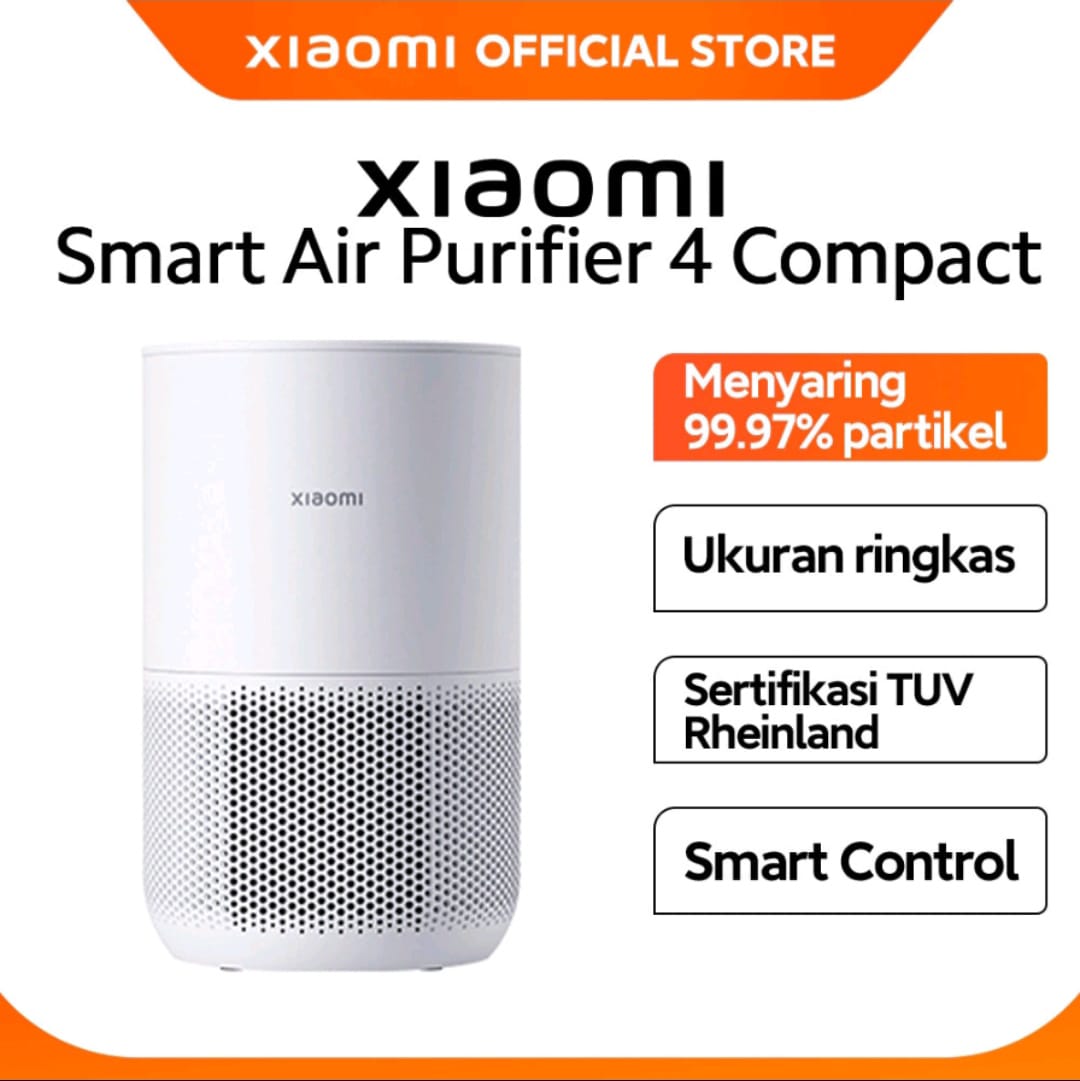 xiaomi OFFICIAL STORE
xiaomi
Smart Air Purifier 4 Compact
xiaomi
Menyaring
99.97% partikel
Ukuran ringkas
Sertifikasi TUV
Rheinland
Smart Control